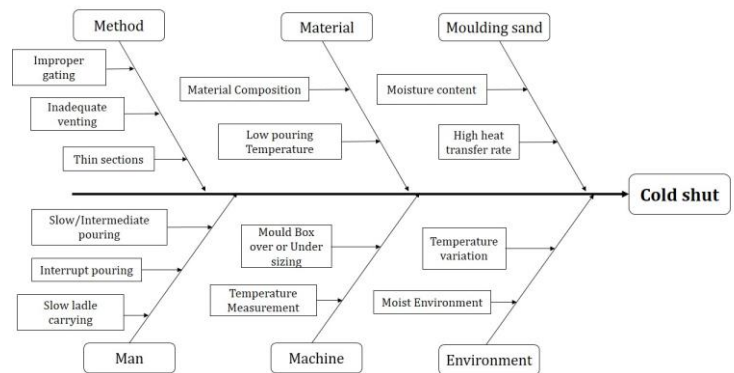 Method
Material
Moulding sand
Improper
gating
Inadequate
venting
Thin sections
Material Composition
Low pouring
Temperature
Moisture content
High heat
transfer rate
Cold shut
Slow/Intermediate
pouring
Interrupt pouring
Slow ladle
carrying
Mould Box
over or Under
sizing
Temperature
Measurement
Temperature
variation
Moist Environment
Man
Machine
Environment